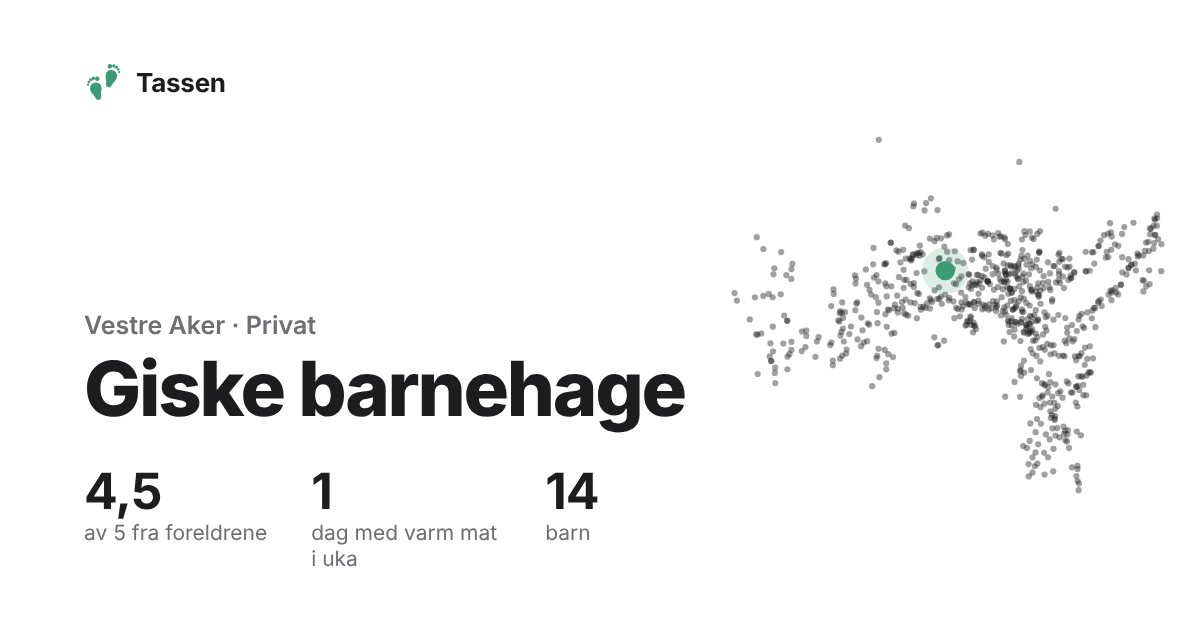 Tassen
Vestre Aker · Privat
Giske barnehage
4,5
av 5 fra foreldrene
1
dag med varm mat
i uka
14
barn